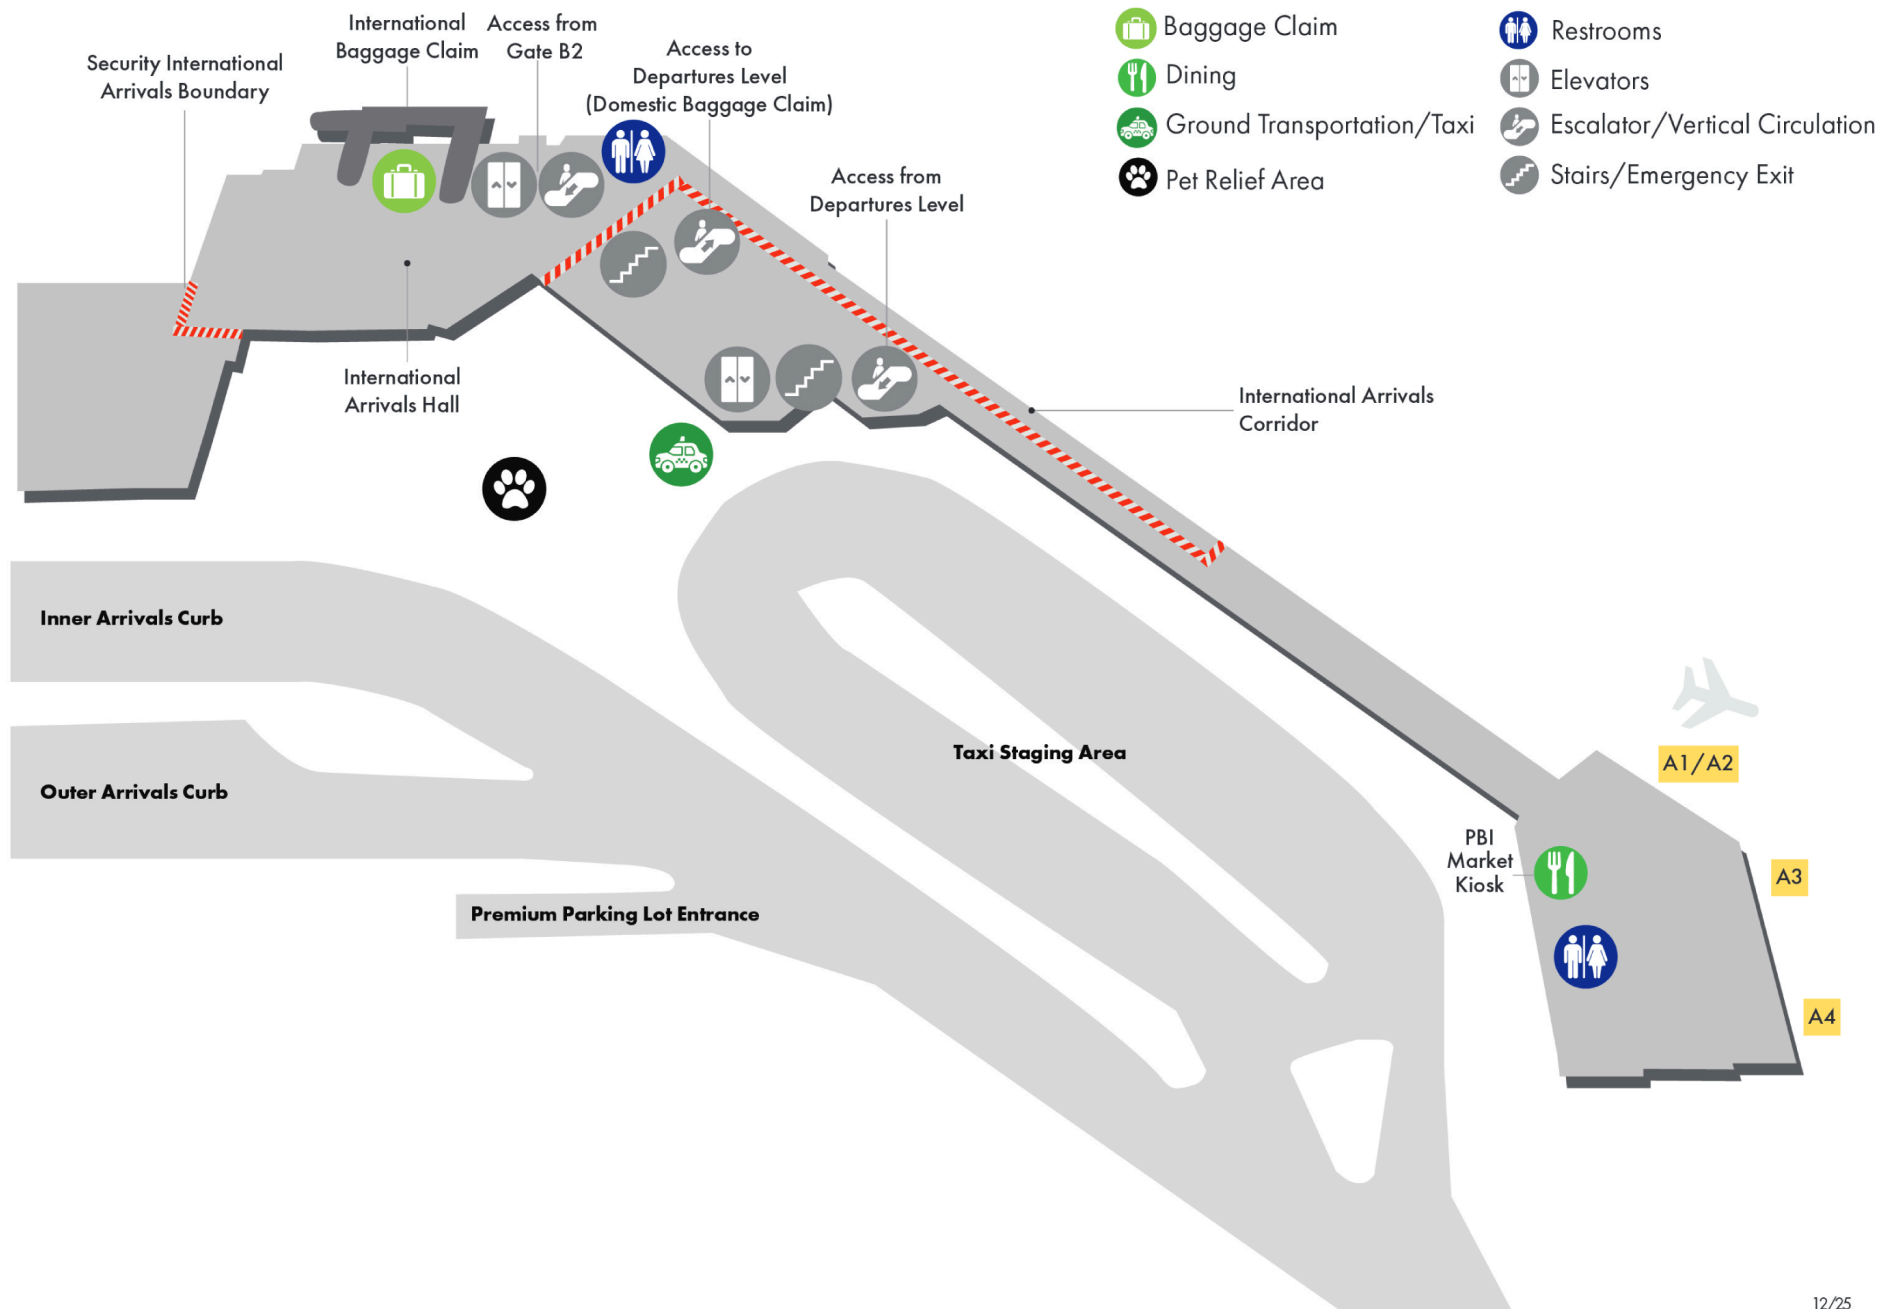 International
Baggage Claim
Access from
Gate B2
Security International
Arrivals Boundary
Access to
Departures Level
(Domestic Baggage Claim)
Access from
Departures Level
Baggage Claim
Dining
Ground Transportation/Taxi
Pet Relief Area
Restrooms
Elevators
Escalator/Vertical Circulation
Stairs/Emergency Exit
International
Arrivals Hall
International Arrivals
Corridor
Inner Arrivals Curb
Outer Arrivals Curb
Taxi Staging Area
Premium Parking Lot Entrance
A1/A2
PBI
Market
Kiosk
A3
A4
12/25